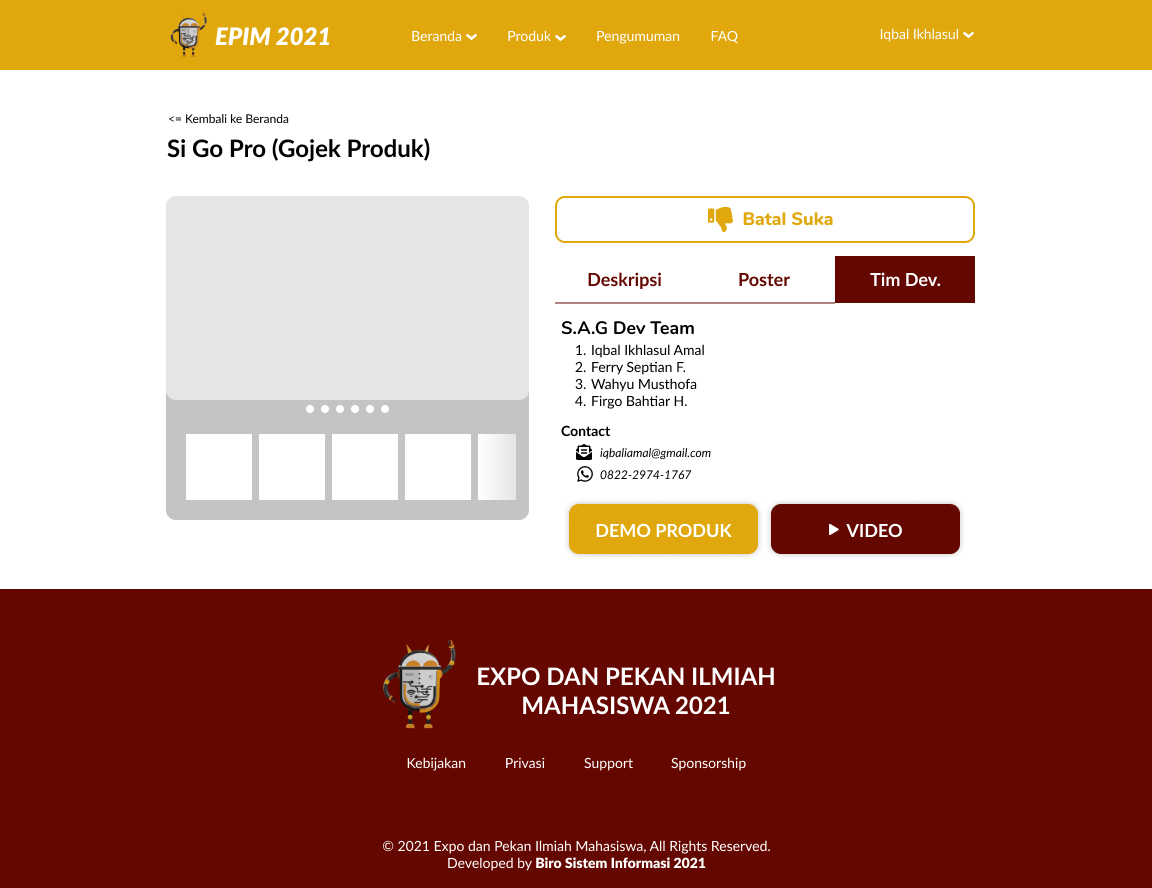 EPIM 2021
Beranda
Produk
Pengumuman
FAQ
Iqbal Ikhlasul
<= Kembali ke Beranda
Si Go Pro (Gojek Produk)
Batal Suka
Deskripsi
Poster
Tim Dev.
S.A.G Dev Team
1. Iqbal Ikhlasul Amal
2. Ferry Septian F.
3. Wahyu Musthofa
4. Firgo Bahtiar H.
Contact
iqbaliamal@gmail.com
0822-2974-1767
DEMO PRODUK
VIDEO
EXPO DAN PEKAN ILMIAH
MAHASISWA 2021
Kebijakan
Privasi
Support
Sponsorship
© 2021 Expo dan Pekan Ilmiah Mahasiswa, All Rights Reserved.
Developed by Biro Sistem Informasi 2021